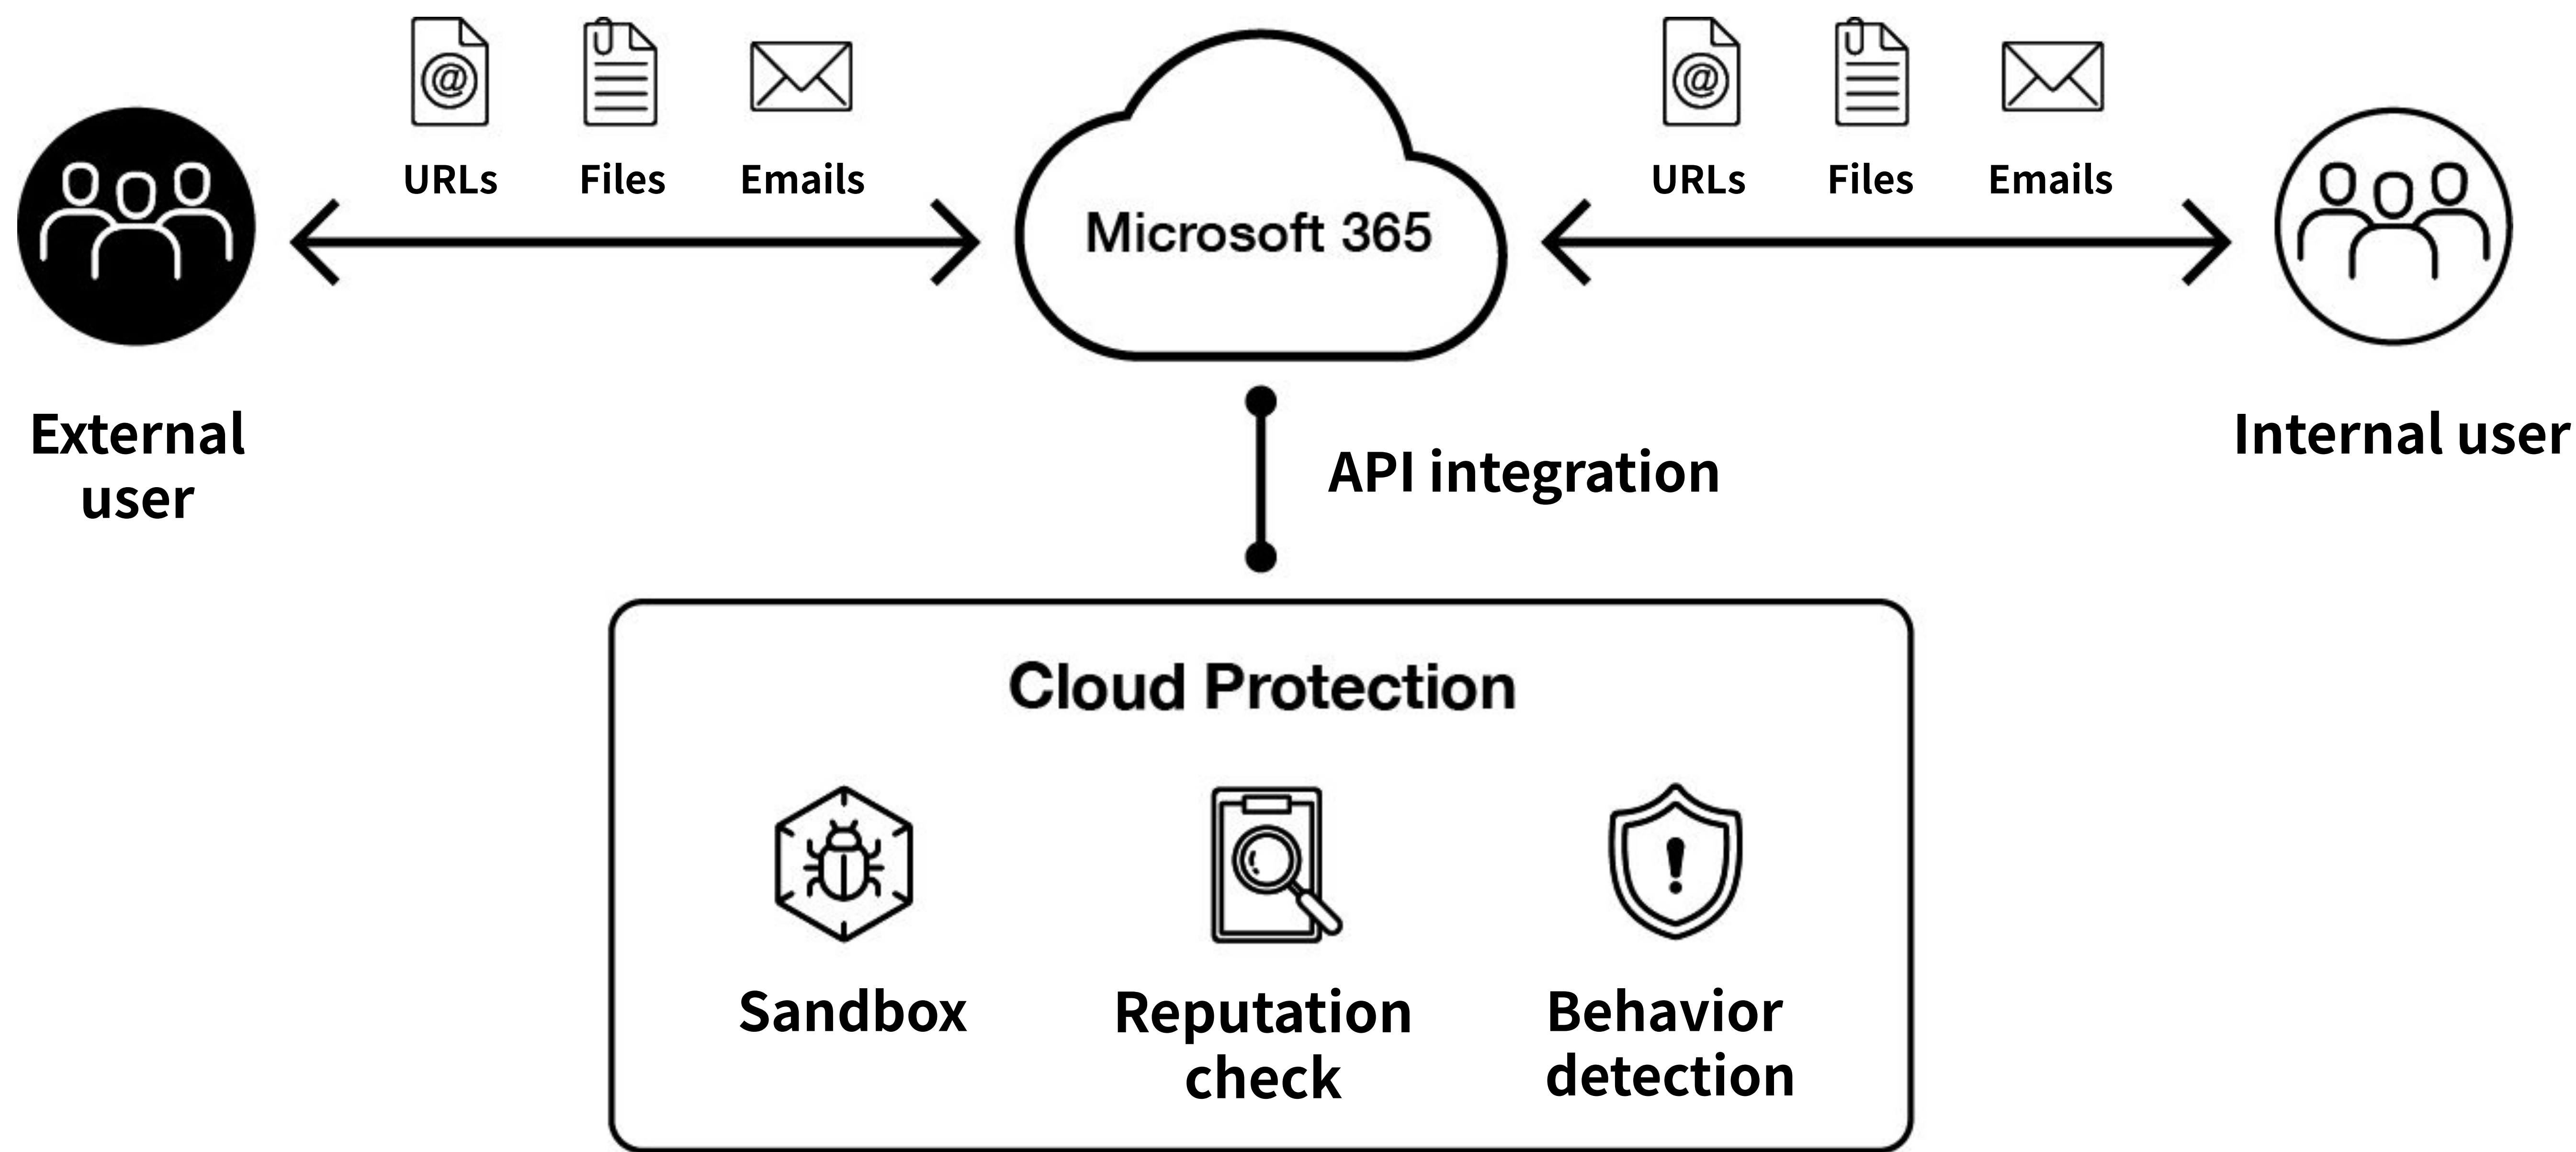 URLs
Files
Emails
URLs
Files
Emails
Microsoft 365
External
user
Internal user
API integration
Cloud Protection
Sandbox
Reputation
check
Behavior
detection